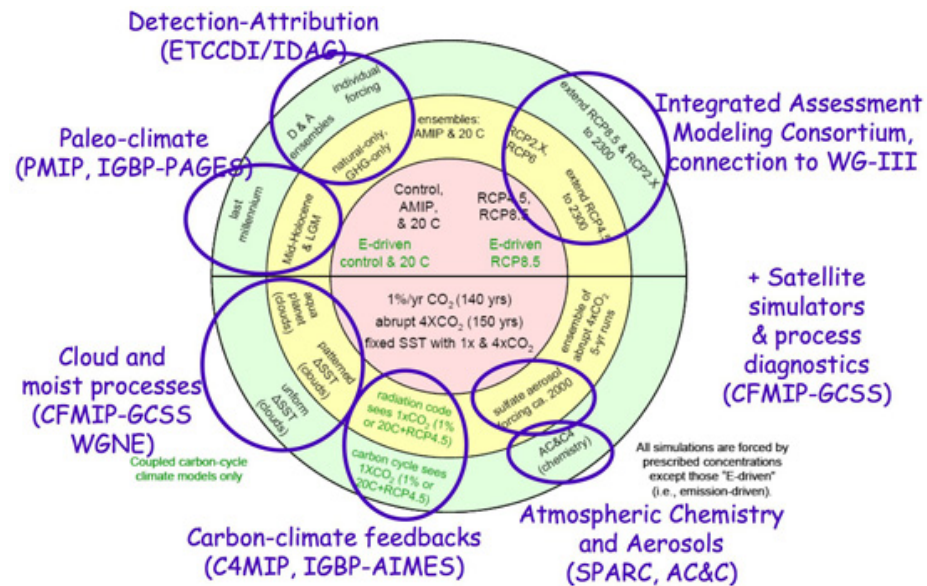 Detection-Attribution
(ETCCDI/IDAG)
individual
forcing
D & A
ensembles
natural-only,
GHG-only
ensembles:
AMIP & 20 C
RCP2.X,
RCP6
extend RCP8.5 & RCP2.X
to 2300
extend RCP4.5
to 2300
Integrated Assessment
Modeling Consortium,
connection to WG-III
Paleo-climate
(PMIP, IGBP-PAGES)
last
millennium
Mid-Holocene
& LGM
Control,
AMIP,
& 20 C
RCP4.5,
RCP8.5
E-driven
control & 20 C
E-driven
RCP8.5
1%/yr CO₂ (140 yrs)
abrupt 4XCO₂ (150 yrs)
fixed SST with 1x & 4xCO₂
aqua
planet
(clouds)
patterned
ΔSST
(clouds)
unform
ΔSST
(clouds)
ensemble of
abrupt 4xCO₂
5-yr runs
+ Satellite
simulators
& process
diagnostics
(CFMIP-GCSS)
Cloud and
moist processes
(CFMIP-GCSS
WGNE)
Coupled carbon-cycle
climate models only
radiation code
sees 1xCO₂ (1%
or 20C+RCP4.5)
carbon cycle sees
1XCO₂ (1% or
20C+RCP4.5)
sulfate aerosol
forcing ca. 2000
AC&C4
(chemistry)
All simulations are forced by
prescribed concentrations
except those "E-driven"
(i.e., emission-driven).
Carbon-climate feedbacks
(C4MIP, IGBP-AIMES)
Atmospheric Chemistry
and Aerosols
(SPARC, AC&C)